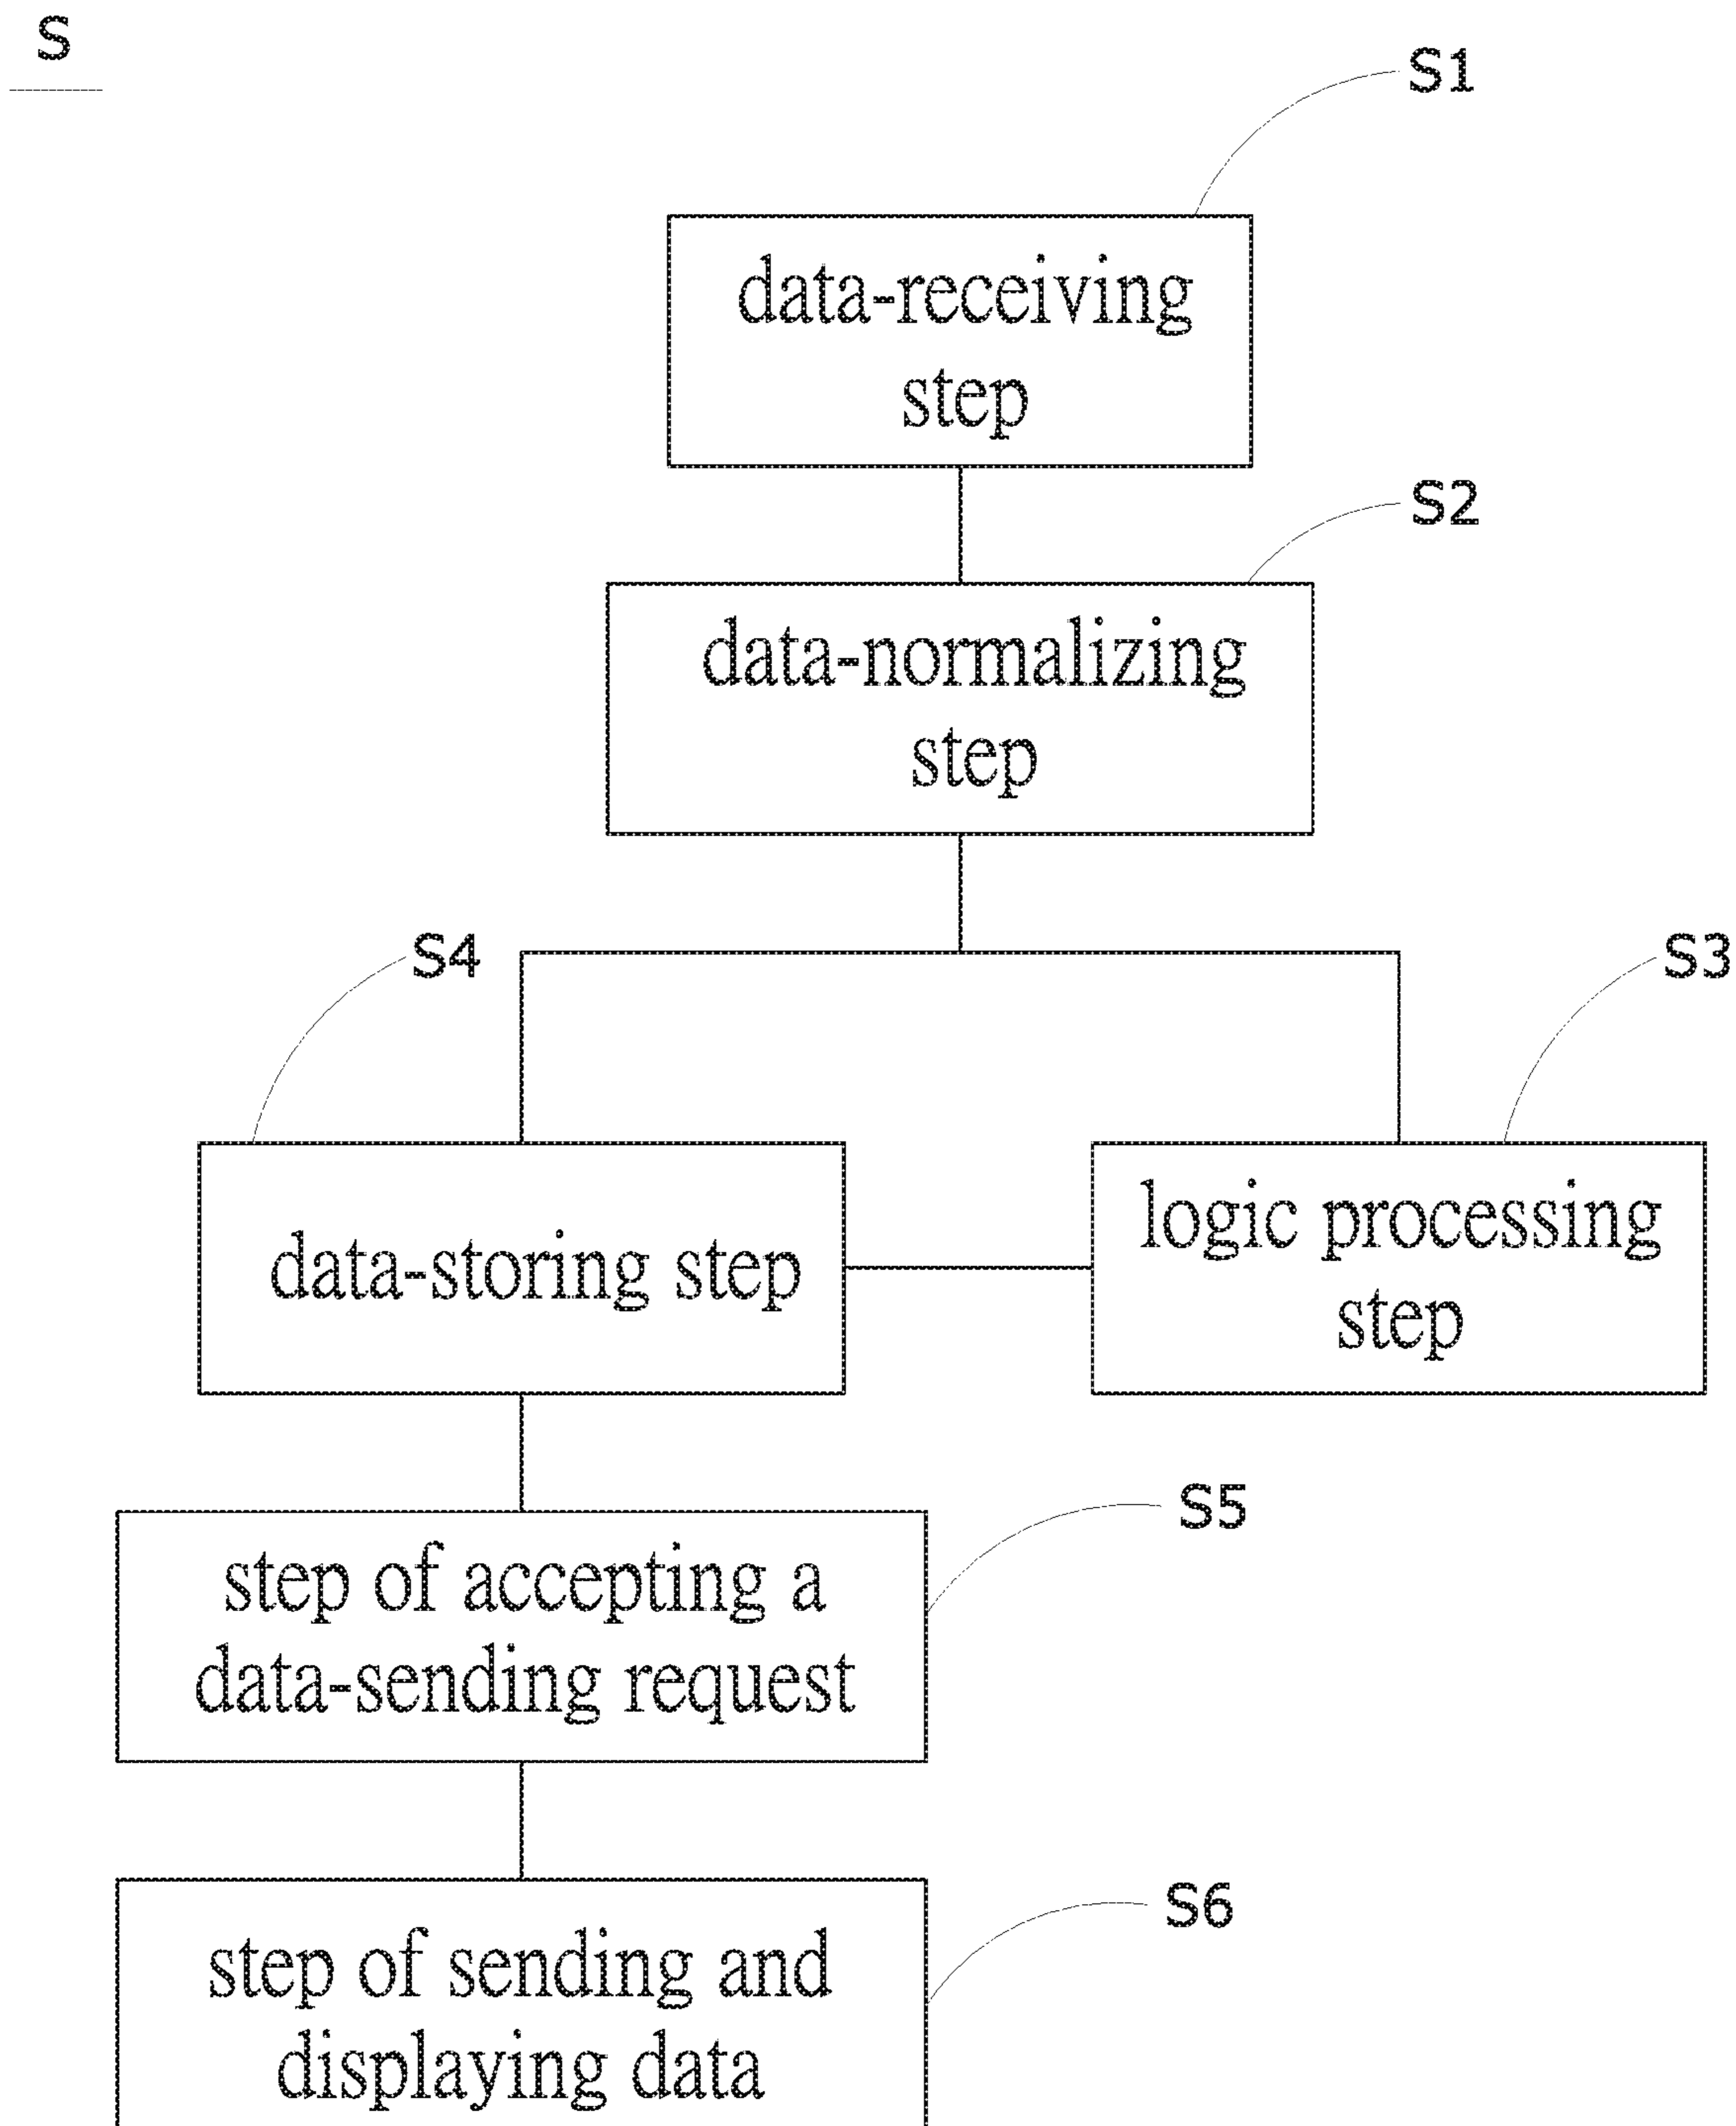 S
S1
data-receiving
step
S2
data-normalizing
step
S4
S3
data-storing step
logic processing
step
S5
step of accepting a
data-sending request
S6
step of sending and
displaying data